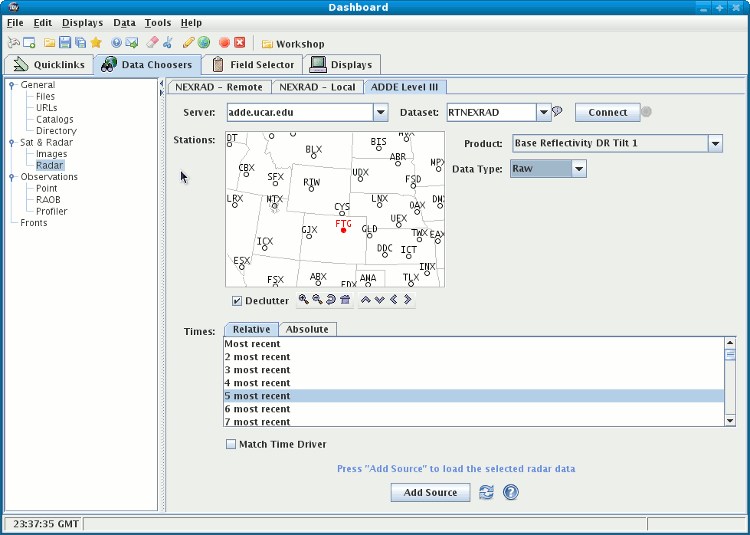 Dashboard
File Edit Displays Data Tools Help
Workshop
Quicklinks Data Choosers Field Selector Displays
General
Files
URLs
Catalogs
Directory
Sat & Radar
Images
Radar
Observations
Point
RAOB
Profiler
Fronts
NEXRAD - Remote NEXRAD - Local ADDE Level III
Server: adde.ucar.edu Dataset: RTNEXRAD Connect
Stations:
Product: Base Reflectivity DR Tilt 1
Data Type: Raw
DT BLX BIS
ABR
CBX SFX RIW UDX FSD
LRX MTX CYS LNX OAX
UEX
FTG
GJX GLD TWX EAX
ICX DDC ICT
ESX INX
FSX ABX AMA TLX
Declutter
Times: Relative Absolute
Most recent
2 most recent
3 most recent
4 most recent
5 most recent
6 most recent
7 most recent
Match Time Driver
Press "Add Source" to load the selected radar data
Add Source
23:37:35 GMT